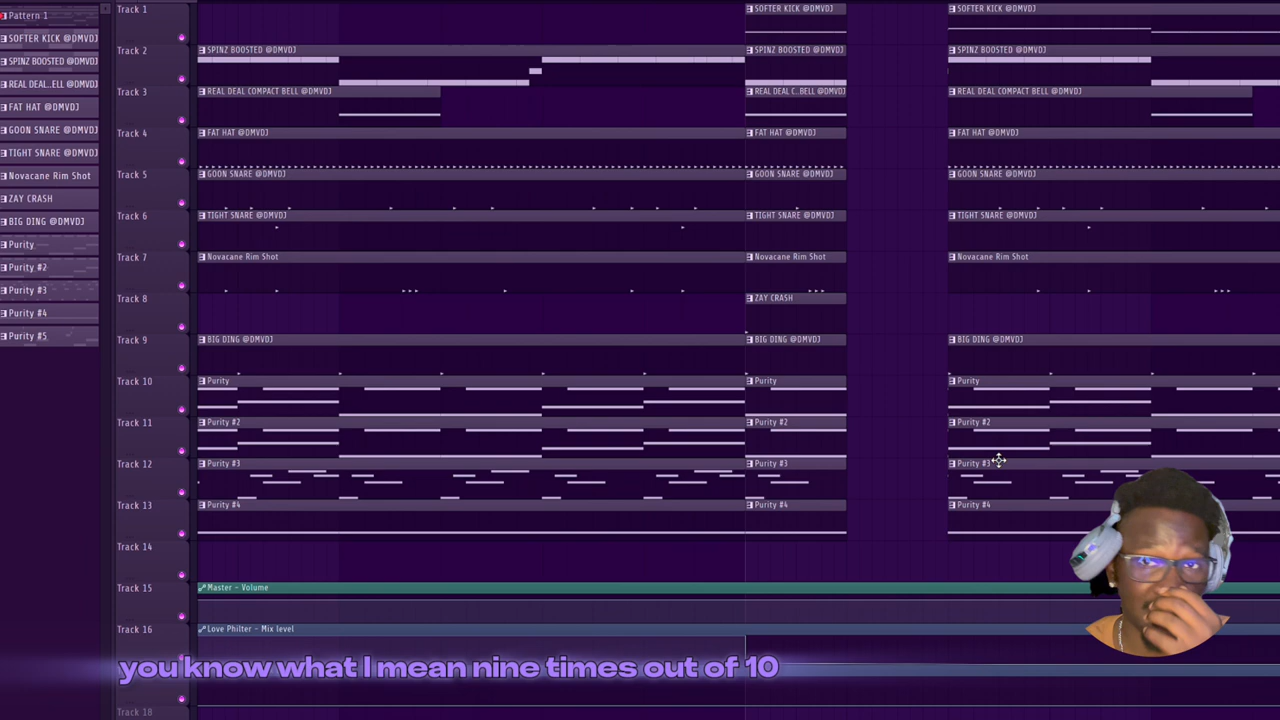 Pattern 1
SOFTER KICK @DMVDJ
SPINZ BOOSTED @DMVDJ
REAL DEAL..ELL @DMVDJ
FAT HAT @DMVDJ
GOON SNARE @DMVDJ
TIGHT SNARE @DMVDJ
Novacane Rim Shot
ZAY CRASH
BIG DING @DMVDJ
Purity
Purity #2
Purity #3
Purity #4
Purity #5
Track 1
SOFTER KICK @DMVDJ
SOFTER KICK @DMVDJ
Track 2
SPINZ BOOSTED @DMVDJ
SPINZ BOOSTED @DMVDJ
SPINZ BOOSTED @DMVDJ
Track 3
REAL DEAL COMPACT BELL @DMVDJ
REAL DEAL C..BELL @DMVDJ
REAL DEAL COMPACT BELL @DMVDJ
Track 4
FAT HAT @DMVDJ
FAT HAT @DMVDJ
FAT HAT @DMVDJ
Track 5
GOON SNARE @DMVDJ
GOON SNARE @DMVDJ
GOON SNARE @DMVDJ
Track 6
TIGHT SNARE @DMVDJ
TIGHT SNARE @DMVDJ
TIGHT SNARE @DMVDJ
Track 7
Novacane Rim Shot
Novacane Rim Shot
Novacane Rim Shot
Track 8
ZAY CRASH
Track 9
BIG DING @DMVDJ
BIG DING @DMVDJ
BIG DING @DMVDJ
Track 10
Purity
Purity
Purity
Track 11
Purity #2
Purity #2
Purity #2
Track 12
Purity #3
Purity #3
Purity #3
Track 13
Purity #4
Purity #4
Purity #4
Track 14
Track 15
Master - Volume
Track 16
Love Philter - Mix level
you know what I mean nine times out of 10
Track 18